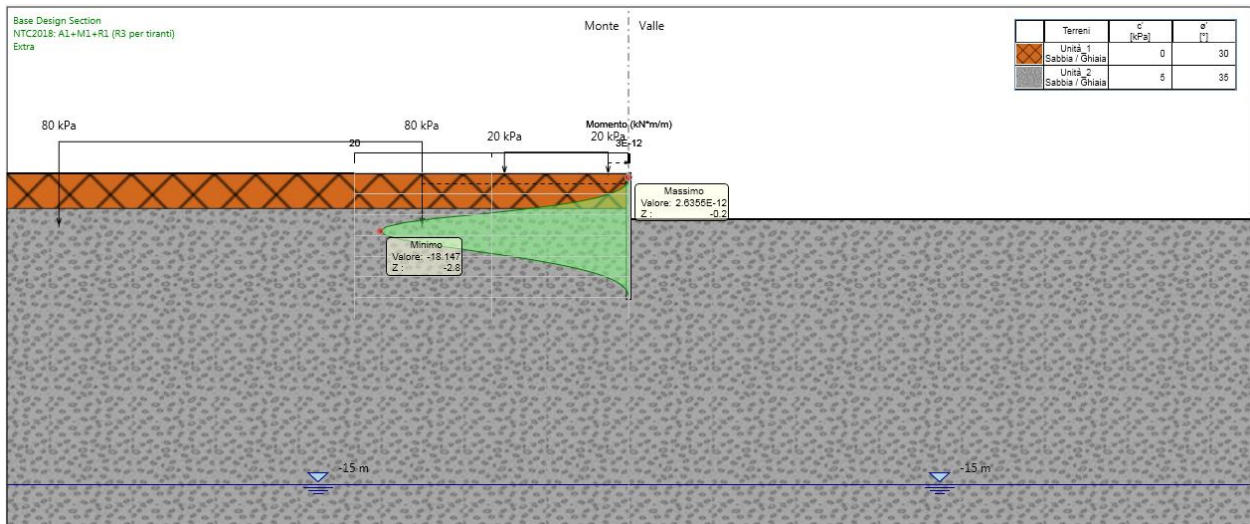 Base Design Section
NTC2018: A1+M1+R1 (R3 per tiranti)
Extra
Monte
Valle
Terreni c' [kPa] ø' [°]
Unità_1 Sabbia / Ghiaia 0 30
Unità_2 Sabbia / Ghiaia 5 35
80 kPa
80 kPa
20 kPa
Momento (kN*m/m)
20 kPa
20
3E-12
Massimo
Valore: 2.6355E-12
Z : -0.2
Minimo
Valore: -18.147
Z : -2.8
-15 m
-15 m